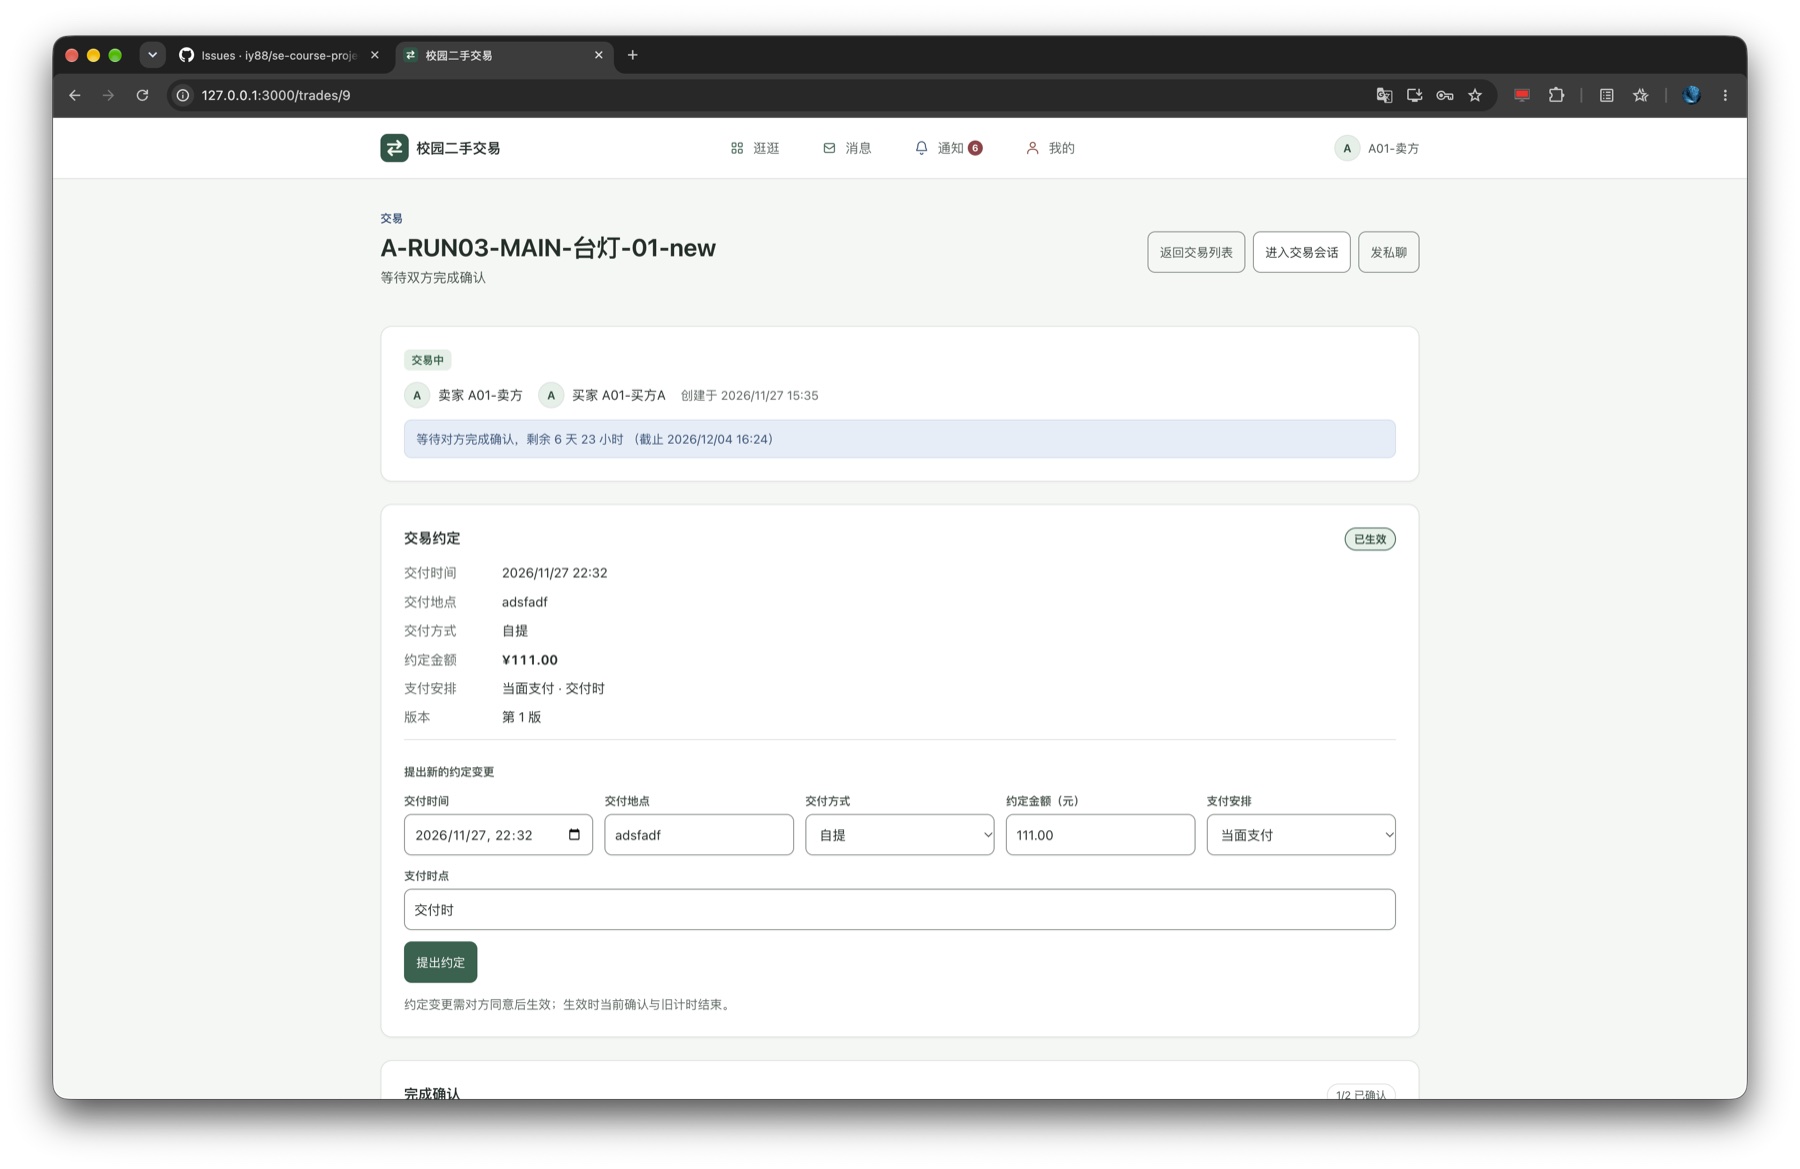 Issues · iy88/se-course-proje
校园二手交易
127.0.0.1:3000/trades/9
校园二手交易
逛逛
消息
通知 6
我的
A A01-卖方
交易
A-RUN03-MAIN-台灯-01-new
等待双方完成确认
返回交易列表
进入交易会话
发私聊
交易中
A 卖家 A01-卖方 A 买家 A01-买方A 创建于 2026/11/27 15:35
等待对方完成确认，剩余 6 天 23 小时 （截止 2026/12/04 16:24）
交易约定 已生效
交付时间 2026/11/27 22:32
交付地点 adsfadf
交付方式 自提
约定金额 ¥111.00
支付安排 当面支付 · 交付时
版本 第 1 版
提出新的约定变更
交付时间 交付地点 交付方式 约定金额（元） 支付安排
2026/11/27, 22:32 adsfadf 自提 111.00 当面支付
支付时点
交付时
提出约定
约定变更需对方同意后生效；生效时当前确认与旧计时结束。
完成确认 1/2 已确认